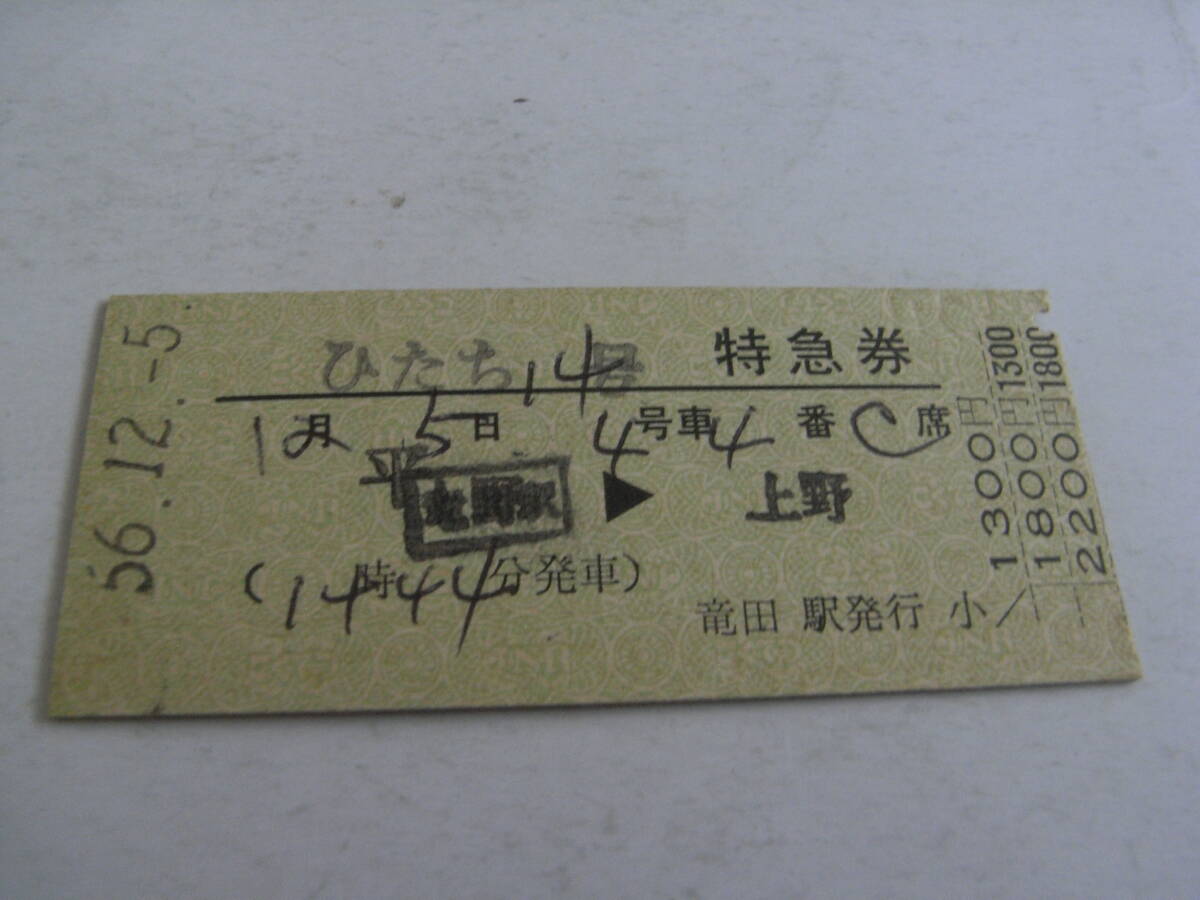 56.12.-5
ひたち14号 特急券
12月5日 4号車4番C席
平 ▶ 上野
(14時44分発車)
竜田 駅発行 小
1300円 1300
1800円 1800
2200円